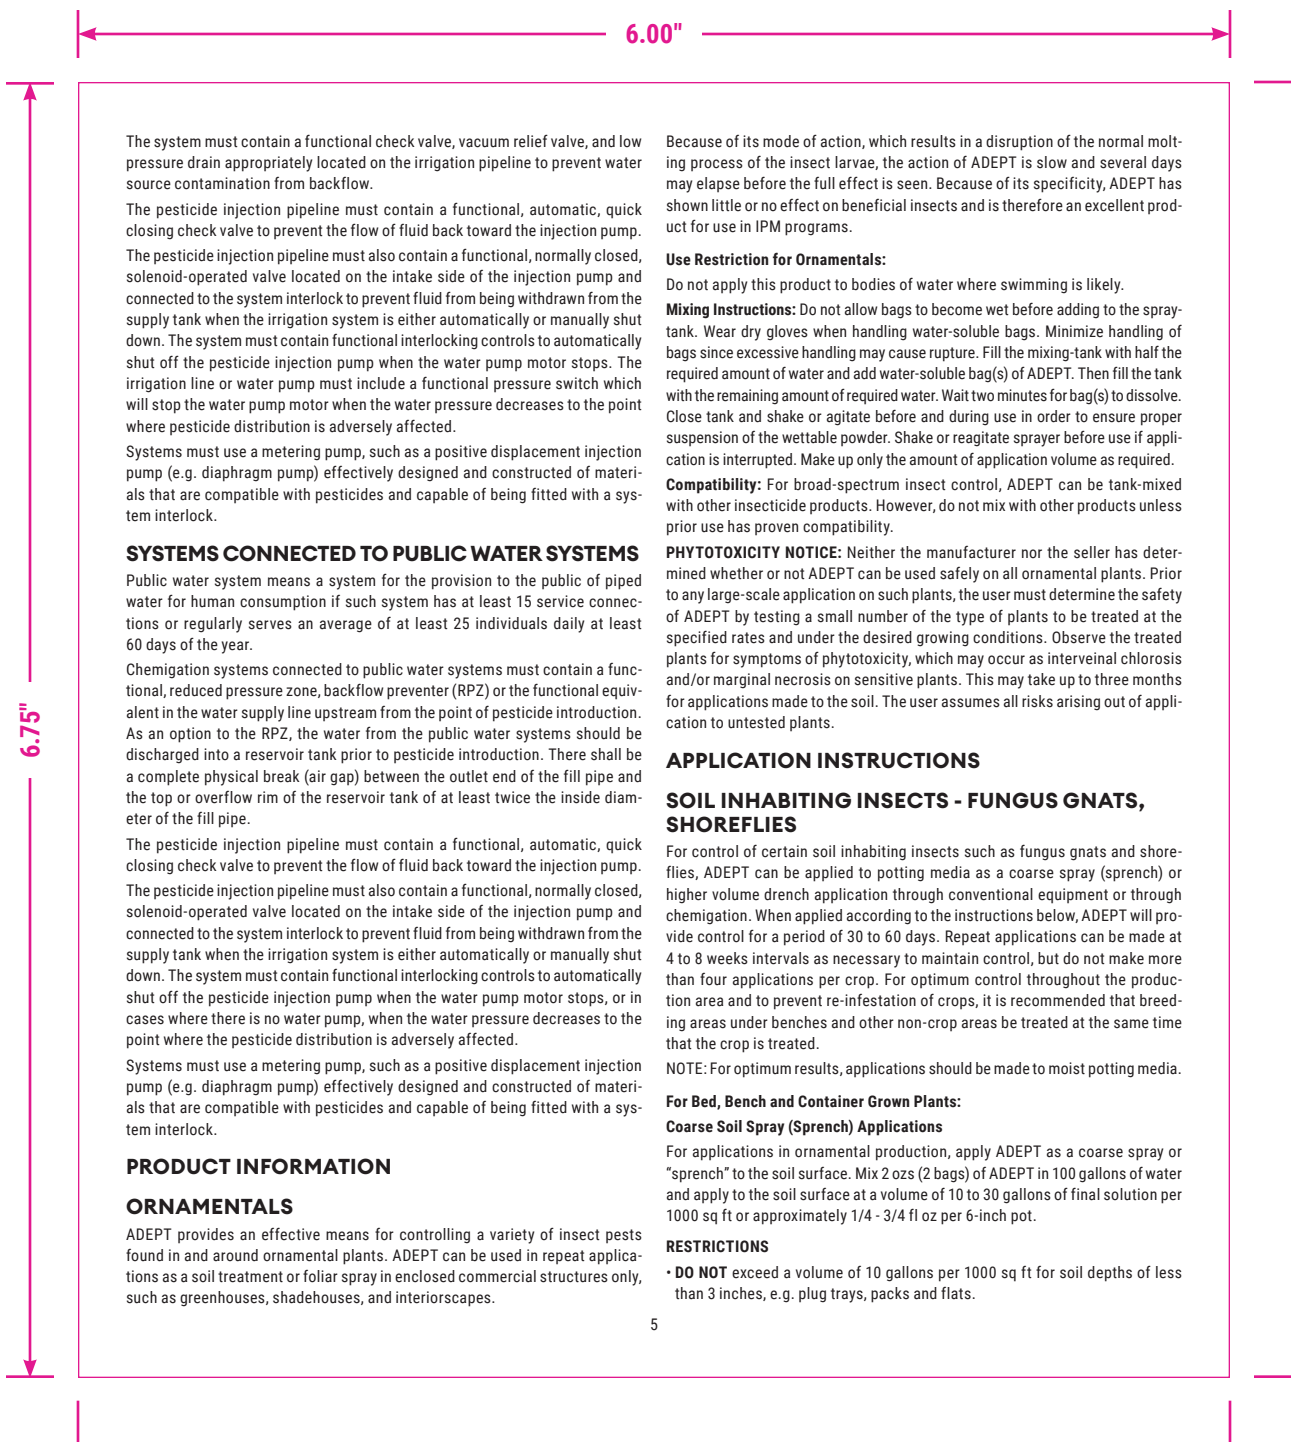 6.00"
6.75"
The system must contain a functional check valve, vacuum relief valve, and low
pressure drain appropriately located on the irrigation pipeline to prevent water
source contamination from backflow.
The pesticide injection pipeline must contain a functional, automatic, quick
closing check valve to prevent the flow of fluid back toward the injection pump.
The pesticide injection pipeline must also contain a functional, normally closed,
solenoid-operated valve located on the intake side of the injection pump and
connected to the system interlock to prevent fluid from being withdrawn from the
supply tank when the irrigation system is either automatically or manually shut
down. The system must contain functional interlocking controls to automatically
shut off the pesticide injection pump when the water pump motor stops. The
irrigation line or water pump must include a functional pressure switch which
will stop the water pump motor when the water pressure decreases to the point
where pesticide distribution is adversely affected.
Systems must use a metering pump, such as a positive displacement injection
pump (e.g. diaphragm pump) effectively designed and constructed of materi-
als that are compatible with pesticides and capable of being fitted with a sys-
tem interlock.
SYSTEMS CONNECTED TO PUBLIC WATER SYSTEMS
Public water system means a system for the provision to the public of piped
water for human consumption if such system has at least 15 service connec-
tions or regularly serves an average of at least 25 individuals daily at least
60 days of the year.
Chemigation systems connected to public water systems must contain a func-
tional, reduced pressure zone, backflow preventer (RPZ) or the functional equiv-
alent in the water supply line upstream from the point of pesticide introduction.
As an option to the RPZ, the water from the public water systems should be
discharged into a reservoir tank prior to pesticide introduction. There shall be
a complete physical break (air gap) between the outlet end of the fill pipe and
the top or overflow rim of the reservoir tank of at least twice the inside diam-
eter of the fill pipe.
The pesticide injection pipeline must contain a functional, automatic, quick
closing check valve to prevent the flow of fluid back toward the injection pump.
The pesticide injection pipeline must also contain a functional, normally closed,
solenoid-operated valve located on the intake side of the injection pump and
connected to the system interlock to prevent fluid from being withdrawn from the
supply tank when the irrigation system is either automatically or manually shut
down. The system must contain functional interlocking controls to automatically
shut off the pesticide injection pump when the water pump motor stops, or in
cases where there is no water pump, when the water pressure decreases to the
point where the pesticide distribution is adversely affected.
Systems must use a metering pump, such as a positive displacement injection
pump (e.g. diaphragm pump) effectively designed and constructed of materi-
als that are compatible with pesticides and capable of being fitted with a sys-
tem interlock.
PRODUCT INFORMATION
ORNAMENTALS
ADEPT provides an effective means for controlling a variety of insect pests
found in and around ornamental plants. ADEPT can be used in repeat applica-
tions as a soil treatment or foliar spray in enclosed commercial structures only,
such as greenhouses, shadehouses, and interiorscapes.
Because of its mode of action, which results in a disruption of the normal molt-
ing process of the insect larvae, the action of ADEPT is slow and several days
may elapse before the full effect is seen. Because of its specificity, ADEPT has
shown little or no effect on beneficial insects and is therefore an excellent prod-
uct for use in IPM programs.
Use Restriction for Ornamentals:
Do not apply this product to bodies of water where swimming is likely.
Mixing Instructions: Do not allow bags to become wet before adding to the spray-
tank. Wear dry gloves when handling water-soluble bags. Minimize handling of
bags since excessive handling may cause rupture. Fill the mixing-tank with half the
required amount of water and add water-soluble bag(s) of ADEPT. Then fill the tank
with the remaining amount of required water. Wait two minutes for bag(s) to dissolve.
Close tank and shake or agitate before and during use in order to ensure proper
suspension of the wettable powder. Shake or reagitate sprayer before use if appli-
cation is interrupted. Make up only the amount of application volume as required.
Compatibility: For broad-spectrum insect control, ADEPT can be tank-mixed
with other insecticide products. However, do not mix with other products unless
prior use has proven compatibility.
PHYTOTOXICITY NOTICE: Neither the manufacturer nor the seller has deter-
mined whether or not ADEPT can be used safely on all ornamental plants. Prior
to any large-scale application on such plants, the user must determine the safety
of ADEPT by testing a small number of the type of plants to be treated at the
specified rates and under the desired growing conditions. Observe the treated
plants for symptoms of phytotoxicity, which may occur as interveinal chlorosis
and/or marginal necrosis on sensitive plants. This may take up to three months
for applications made to the soil. The user assumes all risks arising out of appli-
cation to untested plants.
APPLICATION INSTRUCTIONS
SOIL INHABITING INSECTS - FUNGUS GNATS,
SHOREFLIES
For control of certain soil inhabiting insects such as fungus gnats and shore-
flies, ADEPT can be applied to potting media as a coarse spray (sprench) or
higher volume drench application through conventional equipment or through
chemigation. When applied according to the instructions below, ADEPT will pro-
vide control for a period of 30 to 60 days. Repeat applications can be made at
4 to 8 weeks intervals as necessary to maintain control, but do not make more
than four applications per crop. For optimum control throughout the produc-
tion area and to prevent re-infestation of crops, it is recommended that breed-
ing areas under benches and other non-crop areas be treated at the same time
that the crop is treated.
NOTE: For optimum results, applications should be made to moist potting media.
For Bed, Bench and Container Grown Plants:
Coarse Soil Spray (Sprench) Applications
For applications in ornamental production, apply ADEPT as a coarse spray or
“sprench” to the soil surface. Mix 2 ozs (2 bags) of ADEPT in 100 gallons of water
and apply to the soil surface at a volume of 10 to 30 gallons of final solution per
1000 sq ft or approximately 1/4 - 3/4 fl oz per 6-inch pot.
RESTRICTIONS
• DO NOT exceed a volume of 10 gallons per 1000 sq ft for soil depths of less
than 3 inches, e.g. plug trays, packs and flats.
5